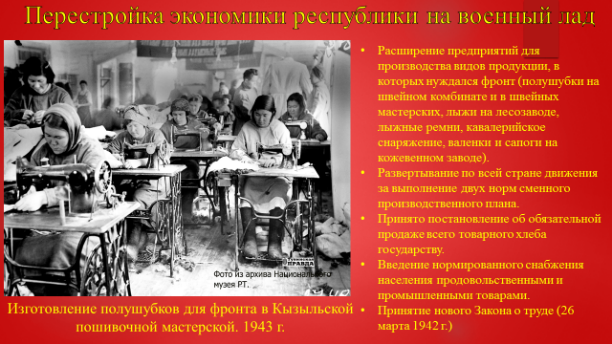 Перестройка экономики республики на военный лад
• Расширение предприятий для
производства видов продукции, в
которых нуждался фронт (полушубки на
швейном комбинате и в швейных
мастерских, лыжи на лесозаводе,
лыжные ремни, кавалерийское
снаряжение, валенки и сапоги на
кожевенном заводе).
• Развертывание по всей стране движения
за выполнение двух норм сменного
производственного плана.
• Принято постановление об обязательной
продаже всего товарного хлеба
государству.
• Введение нормированного снабжения
населения продовольственными и
промышленными товарами.
• Принятие нового Закона о труде (26
марта 1942 г.)
ПРАВДА
Фото из архива Национального
музея РТ.
Изготовление полушубков для фронта в Кызыльской
пошивочной мастерской. 1943 г.